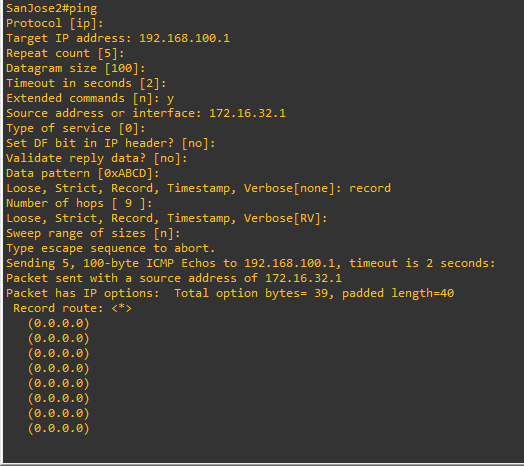 SanJose2#ping
Protocol [ip]:
Target IP address: 192.168.100.1
Repeat count [5]:
Datagram size [100]:
Timeout in seconds [2]:
Extended commands [n]: y
Source address or interface: 172.16.32.1
Type of service [0]:
Set DF bit in IP header? [no]:
Validate reply data? [no]:
Data pattern [0xABCD]:
Loose, Strict, Record, Timestamp, Verbose[none]: record
Number of hops [ 9 ]:
Loose, Strict, Record, Timestamp, Verbose[RV]:
Sweep range of sizes [n]:
Type escape sequence to abort.
Sending 5, 100-byte ICMP Echos to 192.168.100.1, timeout is 2 seconds:
Packet sent with a source address of 172.16.32.1
Packet has IP options:  Total option bytes= 39, padded length=40
 Record route: <*>
   (0.0.0.0)
   (0.0.0.0)
   (0.0.0.0)
   (0.0.0.0)
   (0.0.0.0)
   (0.0.0.0)
   (0.0.0.0)
   (0.0.0.0)